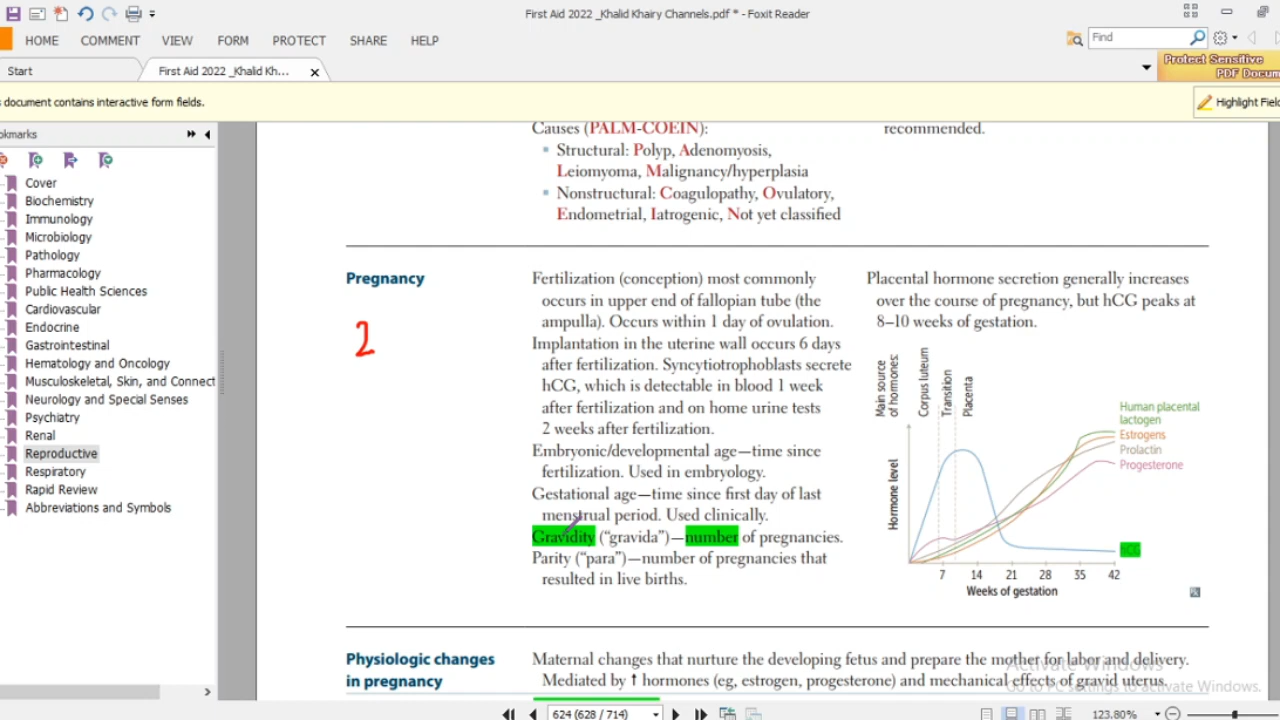 First Aid 2022 _Khalid Khairy Channels.pdf * - Foxit Reader
HOME COMMENT VIEW FORM PROTECT SHARE HELP
Find
Start
First Aid 2022 _Khalid Kh...
Protect Sensitive
PDF Docum
s document contains interactive form fields.
Highlight Field
okmarks
Cover
Biochemistry
Immunology
Microbiology
Pathology
Pharmacology
Public Health Sciences
Cardiovascular
Endocrine
Gastrointestinal
Hematology and Oncology
Musculoskeletal, Skin, and Connect
Neurology and Special Senses
Psychiatry
Renal
Reproductive
Respiratory
Rapid Review
Abbreviations and Symbols
Causes (PALM-COEIN):
Structural: Polyp, Adenomyosis,
Leiomyoma, Malignancy/hyperplasia
Nonstructural: Coagulopathy, Ovulatory,
Endometrial, Iatrogenic, Not yet classified
recommended.
Pregnancy
2
Fertilization (conception) most commonly
occurs in upper end of fallopian tube (the
ampulla). Occurs within 1 day of ovulation.
Implantation in the uterine wall occurs 6 days
after fertilization. Syncytiotrophoblasts secrete
hCG, which is detectable in blood 1 week
after fertilization and on home urine tests
2 weeks after fertilization.
Embryonic/developmental age—time since
fertilization. Used in embryology.
Gestational age—time since first day of last
menstrual period. Used clinically.
Gravidity (“gravida”)—number of pregnancies.
Parity (“para”)—number of pregnancies that
resulted in live births.
Placental hormone secretion generally increases
over the course of pregnancy, but hCG peaks at
8–10 weeks of gestation.
Main source
of hormones:
Corpus luteum
Transition
Placenta
Hormone level
Human placental
lactogen
Estrogens
Prolactin
Progesterone
hCG
7 14 21 28 35 42
Weeks of gestation
Physiologic changes
in pregnancy
Maternal changes that nurture the developing fetus and prepare the mother for labor and delivery.
Mediated by ↑ hormones (eg, estrogen, progesterone) and mechanical effects of gravid uterus.
Activate Windows
Go to PC settings to activate Windows.
624 (628 / 714)
123.80%